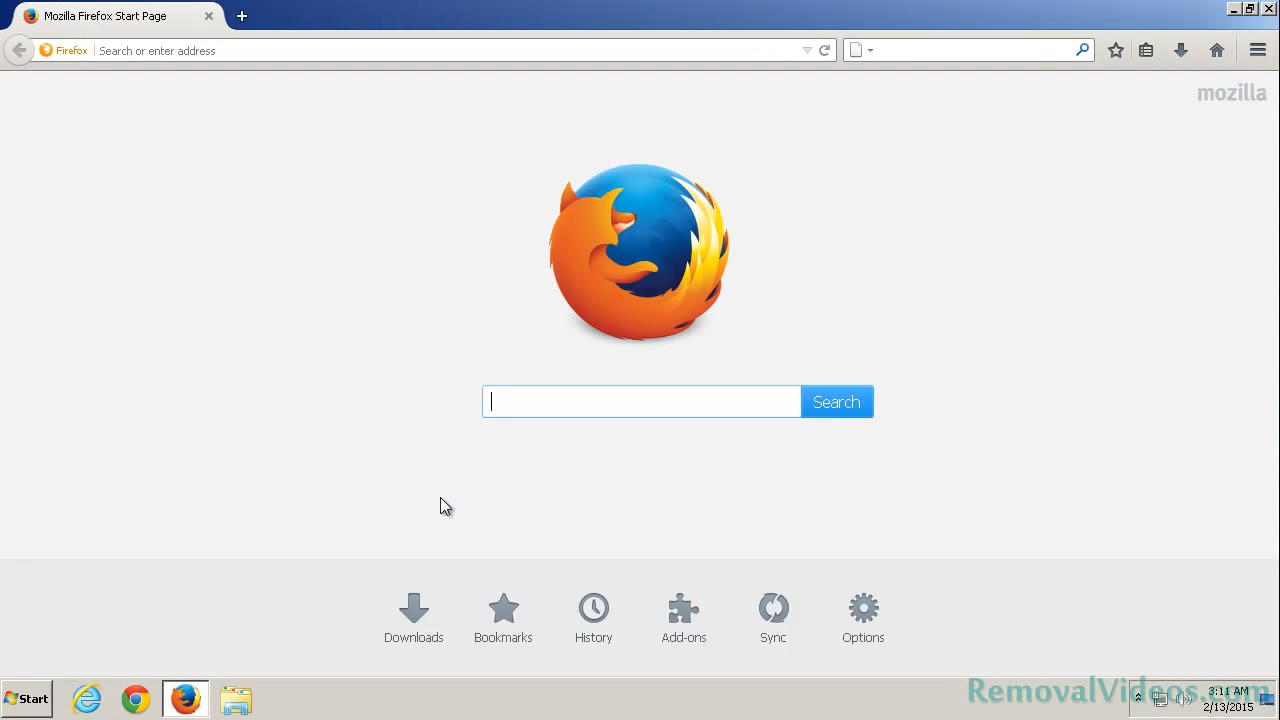 Mozilla Firefox Start Page
Firefox
Search or enter address
mozilla
Search
Downloads
Bookmarks
History
Add-ons
Sync
Options
Start
RemovalVideos.com
3:11 AM
2/13/2015